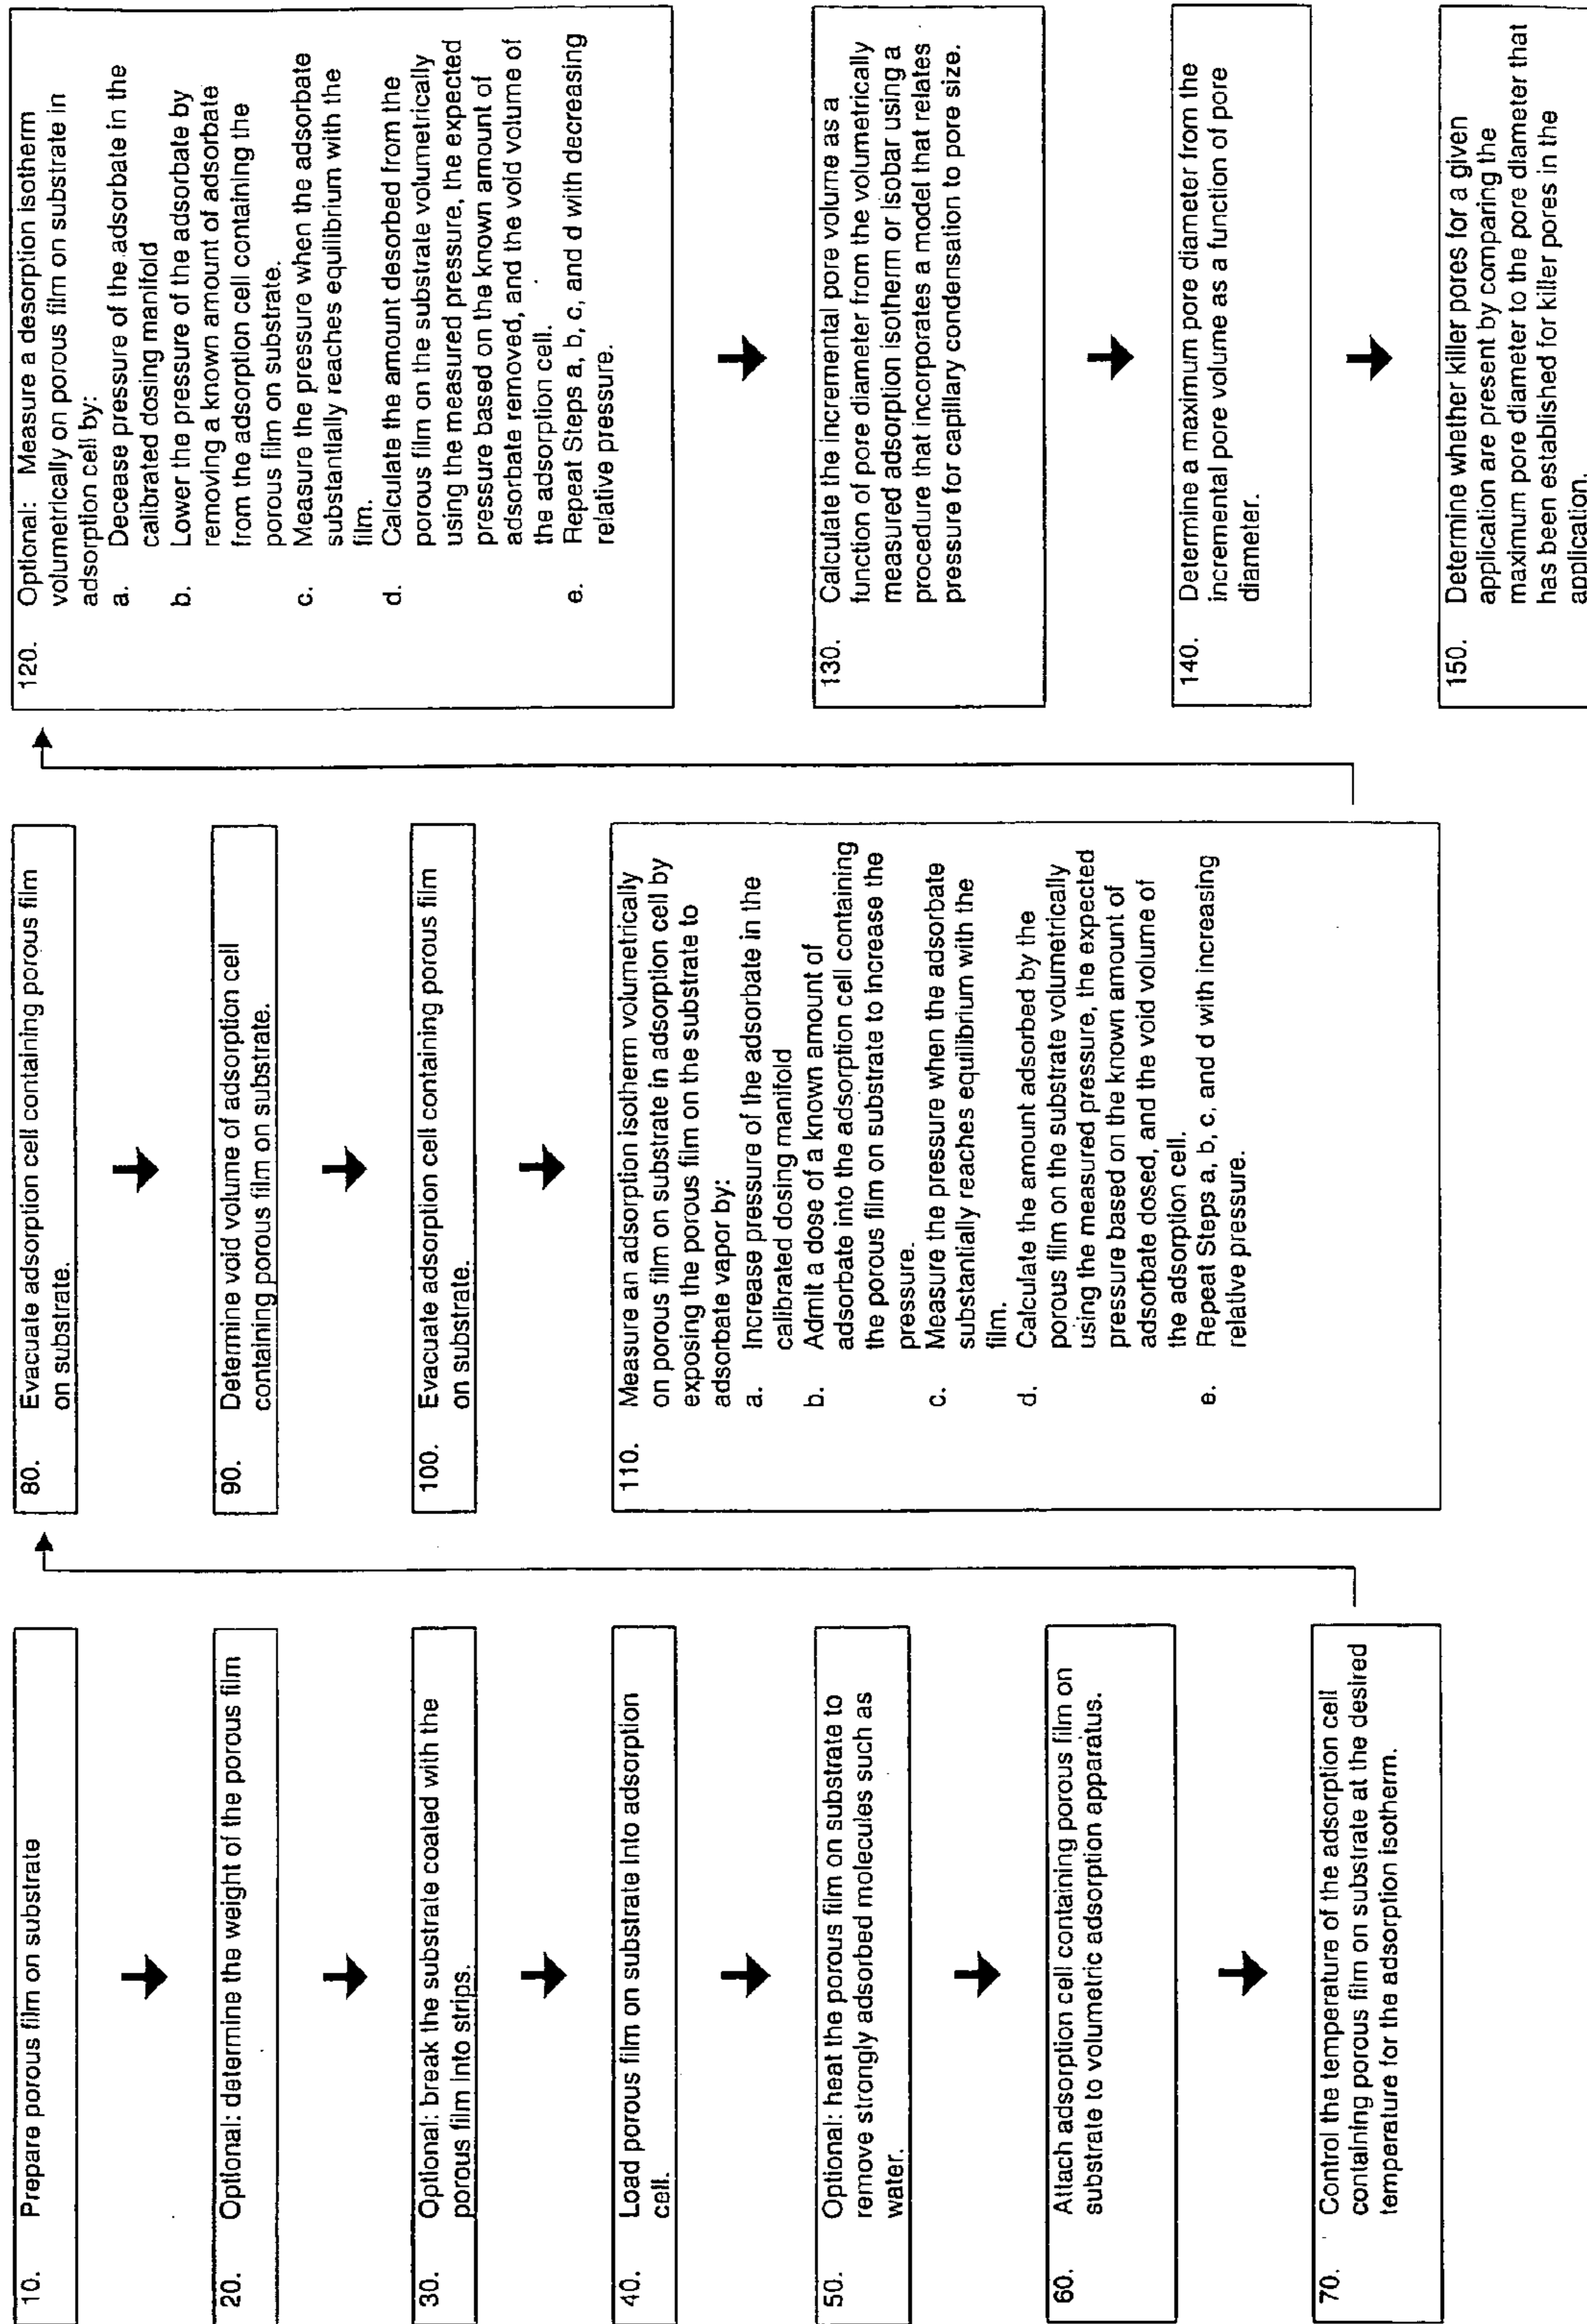 10. Prepare porous film on substrate
20. Optional: determine the weight of the porous film
30. Optional: break the substrate coated with the
porous film into strips.
40. Load porous film on substrate into adsorption
cell.
50. Optional: heat the porous film on substrate to
remove strongly adsorbed molecules such as
water.
60. Attach adsorption cell containing porous film on
substrate to volumetric adsorption apparatus.
70. Control the temperature of the adsorption cell
containing porous film on substrate at the desired
temperature for the adsorption isotherm.
80. Evacuate adsorption cell containing porous film
on substrate.
90. Determine void volume of adsorption cell
containing porous film on substrate.
100. Evacuate adsorption cell containing porous film
on substrate.
110. Measure an adsorption isotherm volumetrically
on porous film on substrate in adsorption cell by
exposing the porous film on the substrate to
adsorbate vapor by:
a. Increase pressure of the adsorbate in the
calibrated dosing manifold
b. Admit a dose of a known amount of
adsorbate into the adsorption cell containing
the porous film on substrate to increase the
pressure.
c. Measure the pressure when the adsorbate
substantially reaches equilibrium with the
film.
d. Calculate the amount adsorbed by the
porous film on the substrate volumetrically
using the measured pressure, the expected
pressure based on the known amount of
adsorbate dosed, and the void volume of
the adsorption cell.
e. Repeat Steps a, b, c, and d with increasing
relative pressure.
120. Optional: Measure a desorption isotherm
volumetrically on porous film on substrate in
adsorption cell by:
a. Decease pressure of the adsorbate in the
calibrated dosing manifold
b. Lower the pressure of the adsorbate by
removing a known amount of adsorbate
from the adsorption cell containing the
porous film on substrate.
c. Measure the pressure when the adsorbate
substantially reaches equilibrium with the
film.
d. Calculate the amount desorbed from the
porous film on the substrate volumetrically
using the measured pressure, the expected
pressure based on the known amount of
adsorbate removed, and the void volume of
the adsorption cell.
e. Repeat Steps a, b, c, and d with decreasing
relative pressure.
130. Calculate the incremental pore volume as a
function of pore diameter from the volumetrically
measured adsorption isotherm or isobar using a
procedure that incorporates a model that relates
pressure for capillary condensation to pore size.
140. Determine a maximum pore diameter from the
incremental pore volume as a function of pore
diameter.
150. Determine whether killer pores for a given
application are present by comparing the
maximum pore diameter to the pore diameter that
has been established for killer pores in the
application.